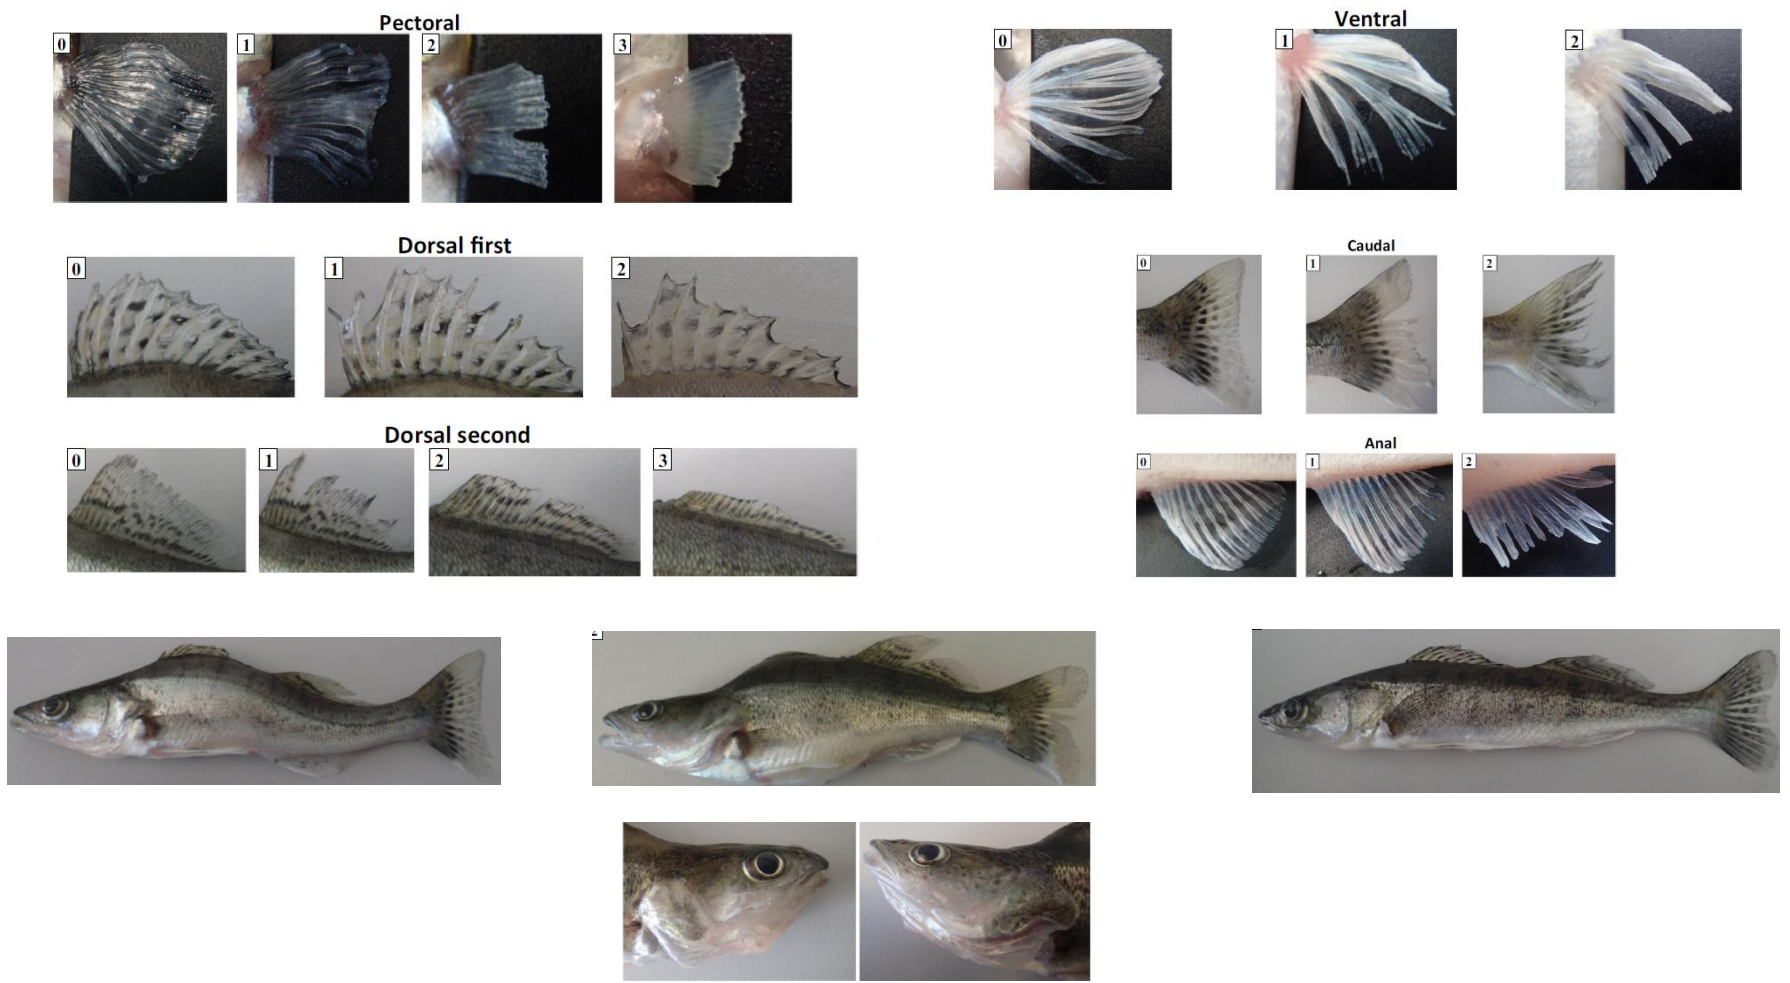 Pectoral
0 1 2 3
Ventral
0 1 2
Dorsal first
0 1 2
Caudal
0 1 2
Dorsal second
0 1 2 3
Anal
0 1 2